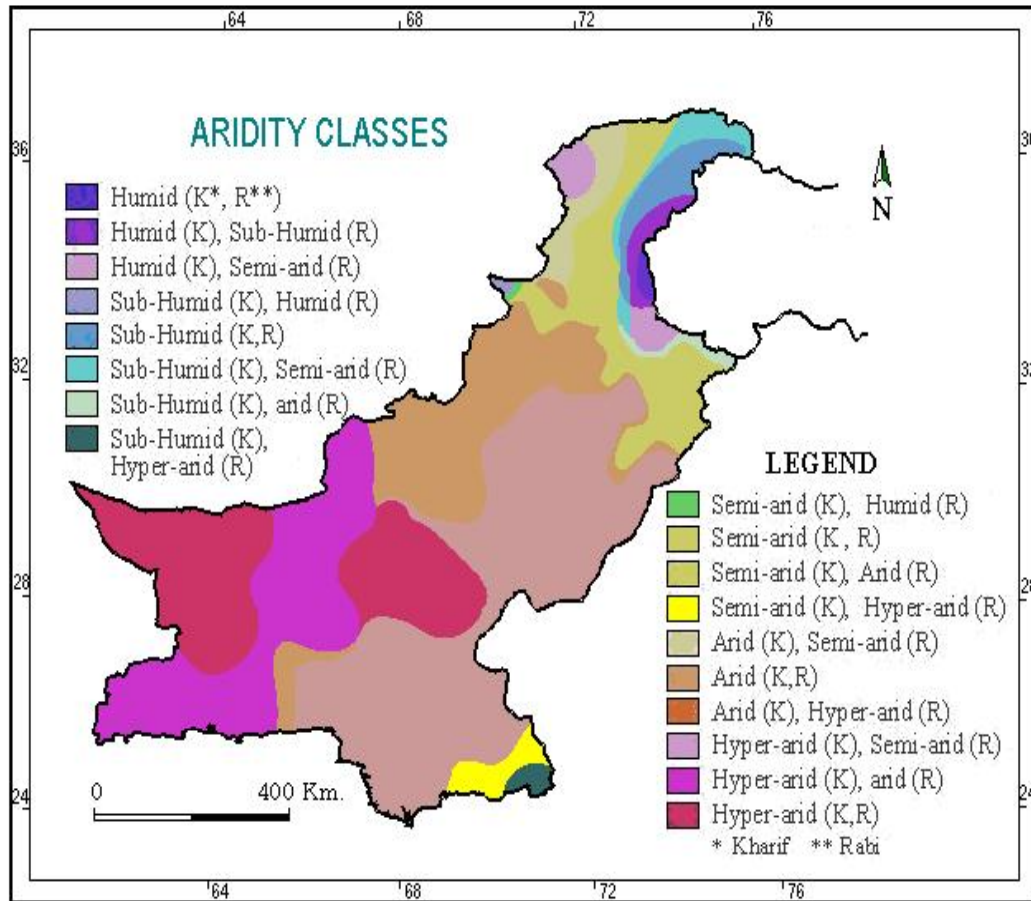 64 68 72 76
ARIDITY CLASSES
36
Humid (K*, R**)
Humid (K), Sub-Humid (R)
Humid (K), Semi-arid (R)
Sub-Humid (K), Humid (R)
Sub-Humid (K,R)
Sub-Humid (K), Semi-arid (R)
Sub-Humid (K), arid (R)
Sub-Humid (K),
Hyper-arid (R)
N
32
28
24
0 400 Km.
LEGEND
Semi-arid (K), Humid (R)
Semi-arid (K , R)
Semi-arid (K), Arid (R)
Semi-arid (K), Hyper-arid (R)
Arid (K), Semi-arid (R)
Arid (K,R)
Arid (K), Hyper-arid (R)
Hyper-arid (K), Semi-arid (R)
Hyper-arid (K), arid (R)
Hyper-arid (K,R)
* Kharif ** Rabi
64 68 72 76